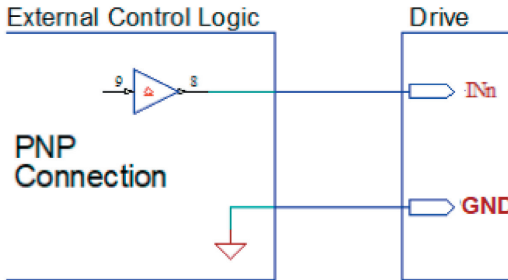 External Control Logic
Drive
9
8
INn
PNP
Connection
GND